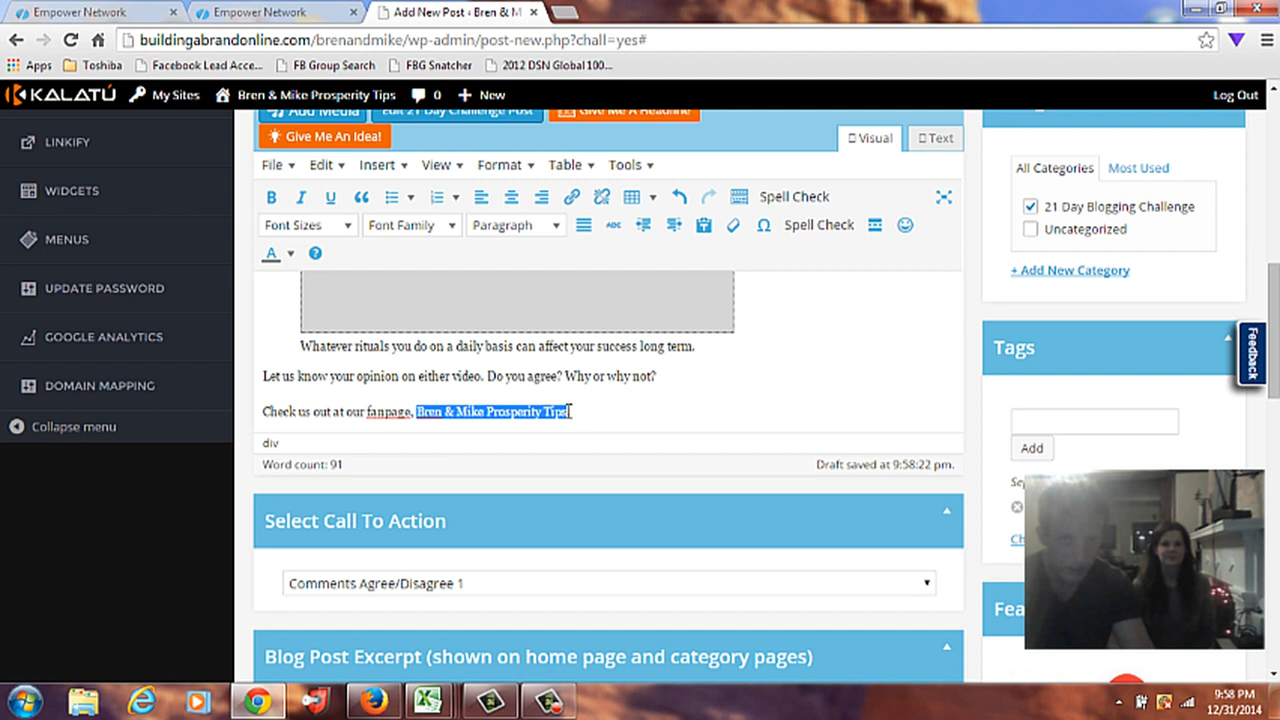 Empower Network
Empower Network
Add New Post ‹ Bren & M
buildingabrandonline.com/brenandmike/wp-admin/post-new.php?chall=yes#
Apps
Toshiba
Facebook Lead Acce...
FB Group Search
FBG Snatcher
2012 DSN Global 100...
KALATÚ
My Sites
Bren & Mike Prosperity Tips
0
New
Log Out
LINKIFY
WIDGETS
MENUS
UPDATE PASSWORD
GOOGLE ANALYTICS
DOMAIN MAPPING
Collapse menu
Add Media
Edit 21 Day Challenge Post
Give Me A Headline
Give Me An Idea!
Visual
Text
File
Edit
Insert
View
Format
Table
Tools
B I U
Spell Check
Font Sizes
Font Family
Paragraph
ABC
Spell Check
A
Whatever rituals you do on a daily basis can affect your success long term.
Let us know your opinion on either video. Do you agree? Why or why not?
Check us out at our fanpage, Bren & Mike Prosperity Tips
div
Word count: 91
Draft saved at 9:58:22 pm.
Select Call To Action
Comments Agree/Disagree 1
Blog Post Excerpt (shown on home page and category pages)
All Categories
Most Used
21 Day Blogging Challenge
Uncategorized
+ Add New Category
Tags
Add
Feedback
9:58 PM
12/31/2014